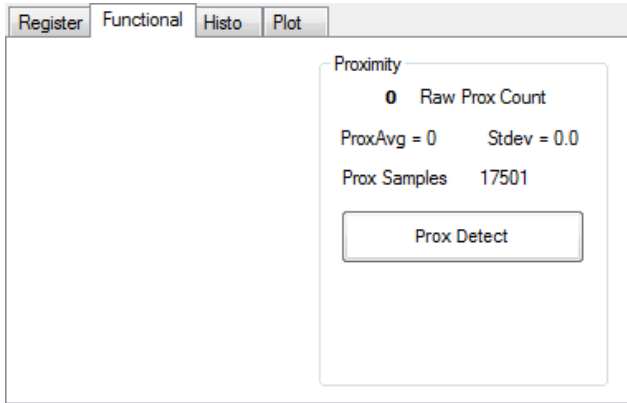 Register Functional Histo Plot
Proximity
0 Raw Prox Count
ProxAvg = 0 Stdev = 0.0
Prox Samples 17501
Prox Detect